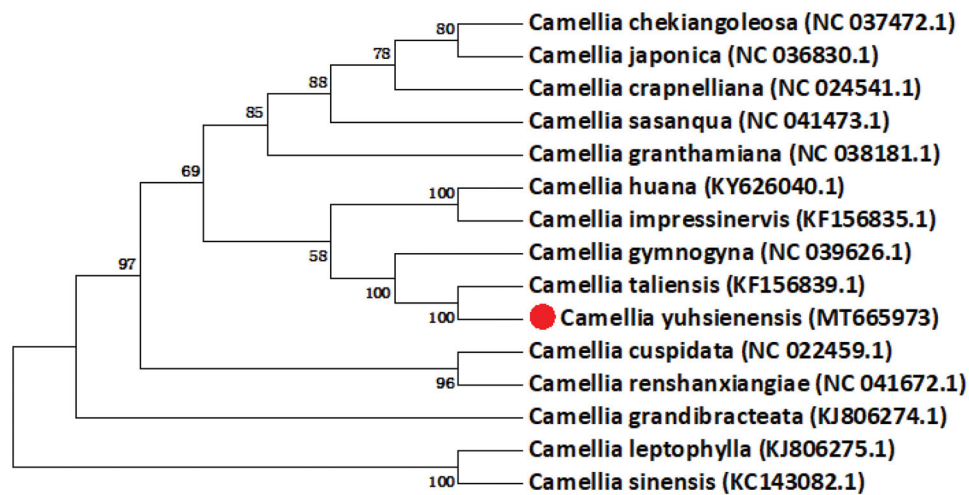 80
Camellia chekiangoleosa (NC 037472.1)
Camellia japonica (NC 036830.1)
78
Camellia crapnelliana (NC 024541.1)
88
Camellia sasanqua (NC 041473.1)
85
Camellia granthamiana (NC 038181.1)
69
100
Camellia huana (KY626040.1)
Camellia impressinervis (KF156835.1)
58
Camellia gymnogyna (NC 039626.1)
97
100
Camellia taliensis (KF156839.1)
100
Camellia yuhsienensis (MT665973)
Camellia cuspidata (NC 022459.1)
96
Camellia renshanxiangiae (NC 041672.1)
Camellia grandibracteata (KJ806274.1)
Camellia leptophylla (KJ806275.1)
100
Camellia sinensis (KC143082.1)